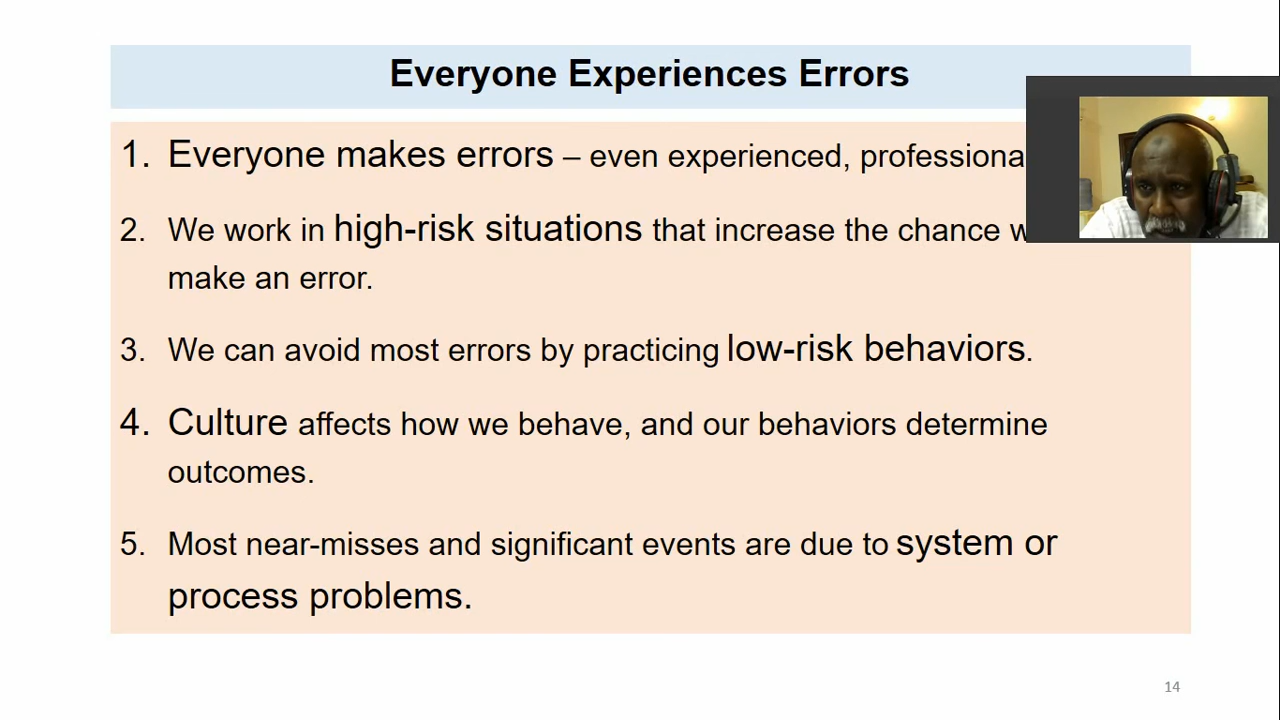 Everyone Experiences Errors
1. Everyone makes errors – even experienced,
2. We work in high-risk situations that increase the chance
make an error.
3. We can avoid most errors by practicing low-risk behaviors.
4. Culture affects how we behave, and our behaviors determine
outcomes.
5. Most near-misses and significant events are due to system or
process problems.
14